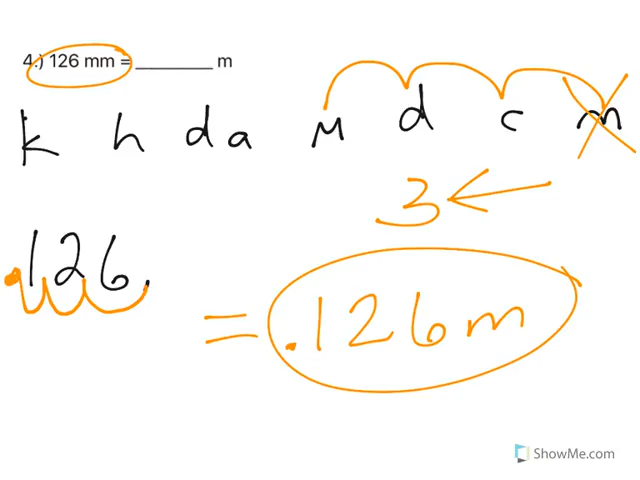 4.) 126 mm = ________ m
k h da M d c m
3
126.
= .126m
ShowMe.com